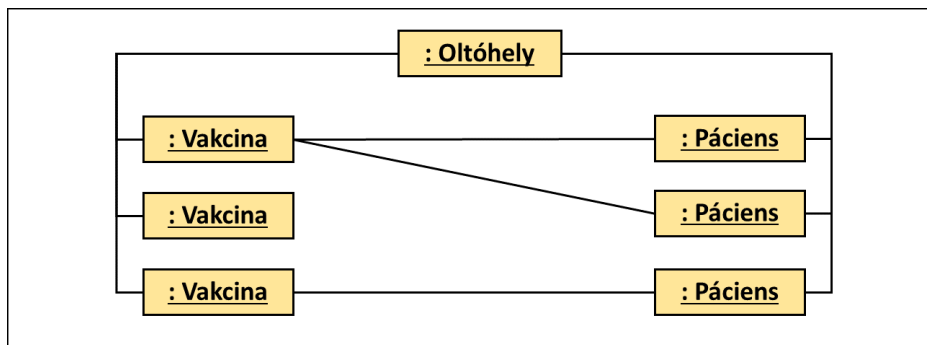 : Oltóhely
: Vakcina
: Páciens
: Vakcina
: Páciens
: Vakcina
: Páciens